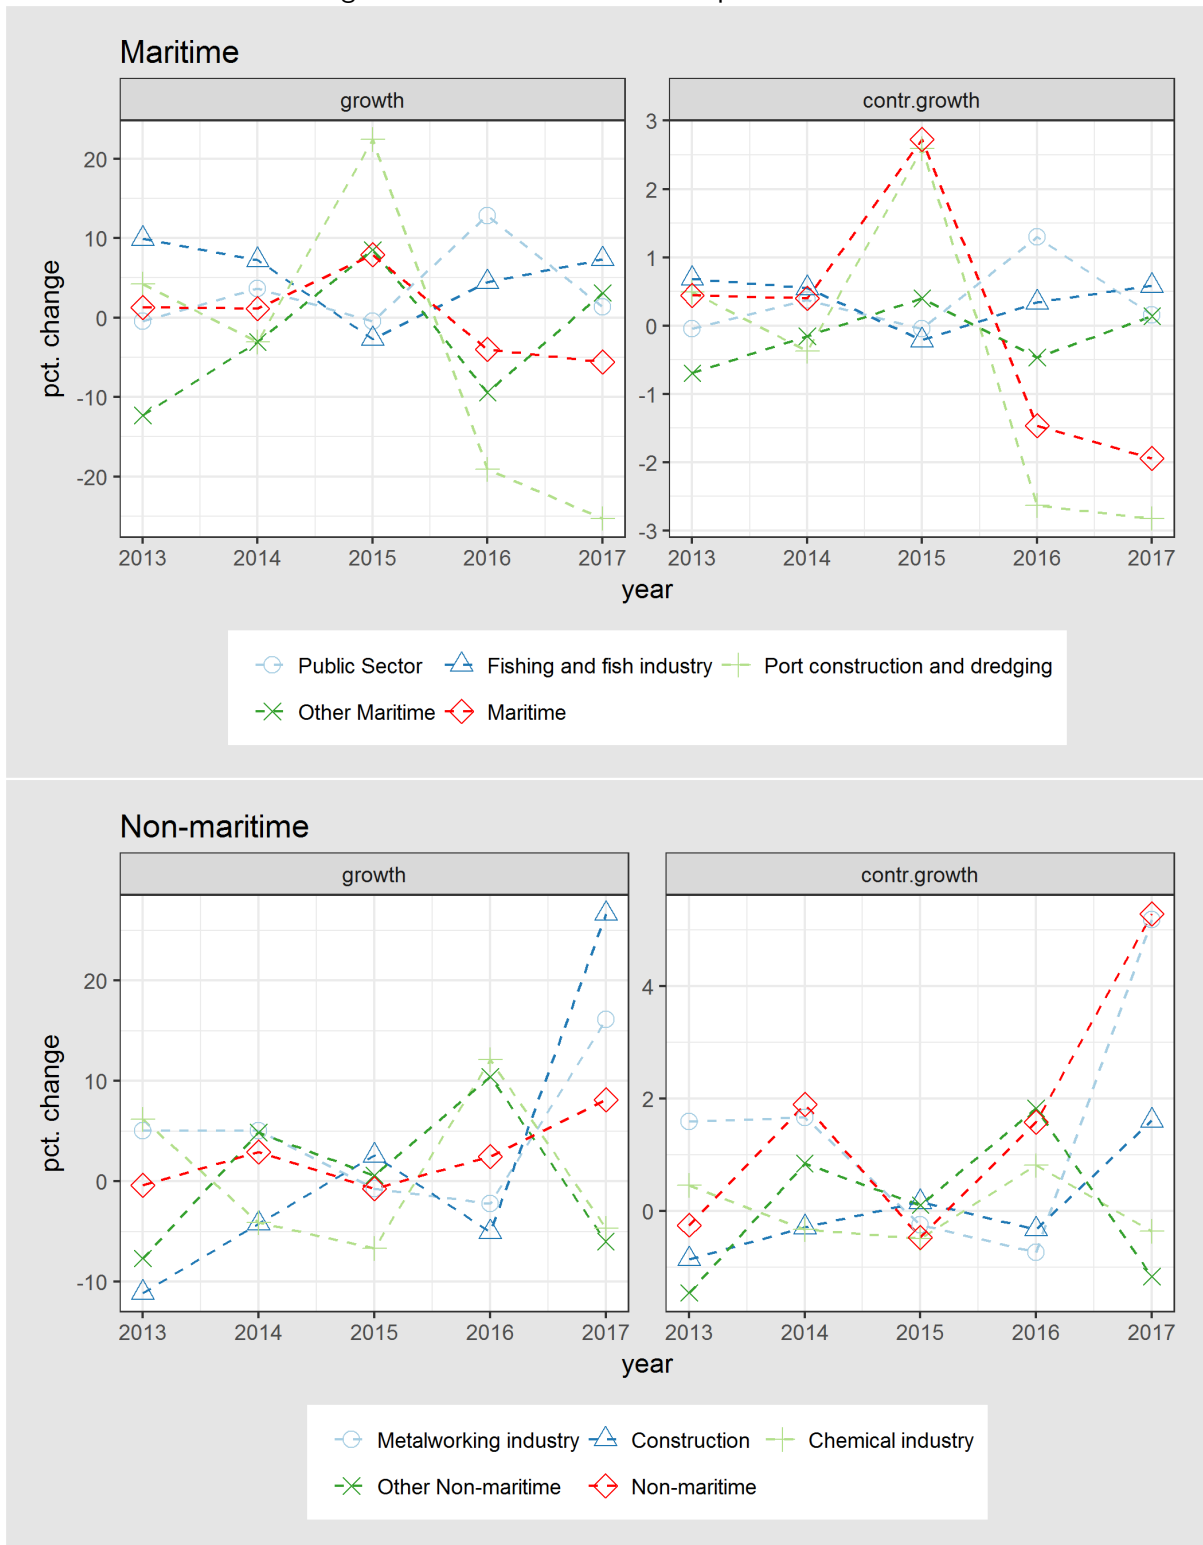 Maritime
growth
contr.growth
pct. change
20
10
0
-10
-20
3
2
1
0
-1
-2
-3
2013 2014 2015 2016 2017
2013 2014 2015 2016 2017
year
Public Sector Fishing and fish industry Port construction and dredging
Other Maritime Maritime
Non-maritime
growth
contr.growth
pct. change
20
10
0
-10
4
2
0
2013 2014 2015 2016 2017
2013 2014 2015 2016 2017
year
Metalworking industry Construction Chemical industry
Other Non-maritime Non-maritime